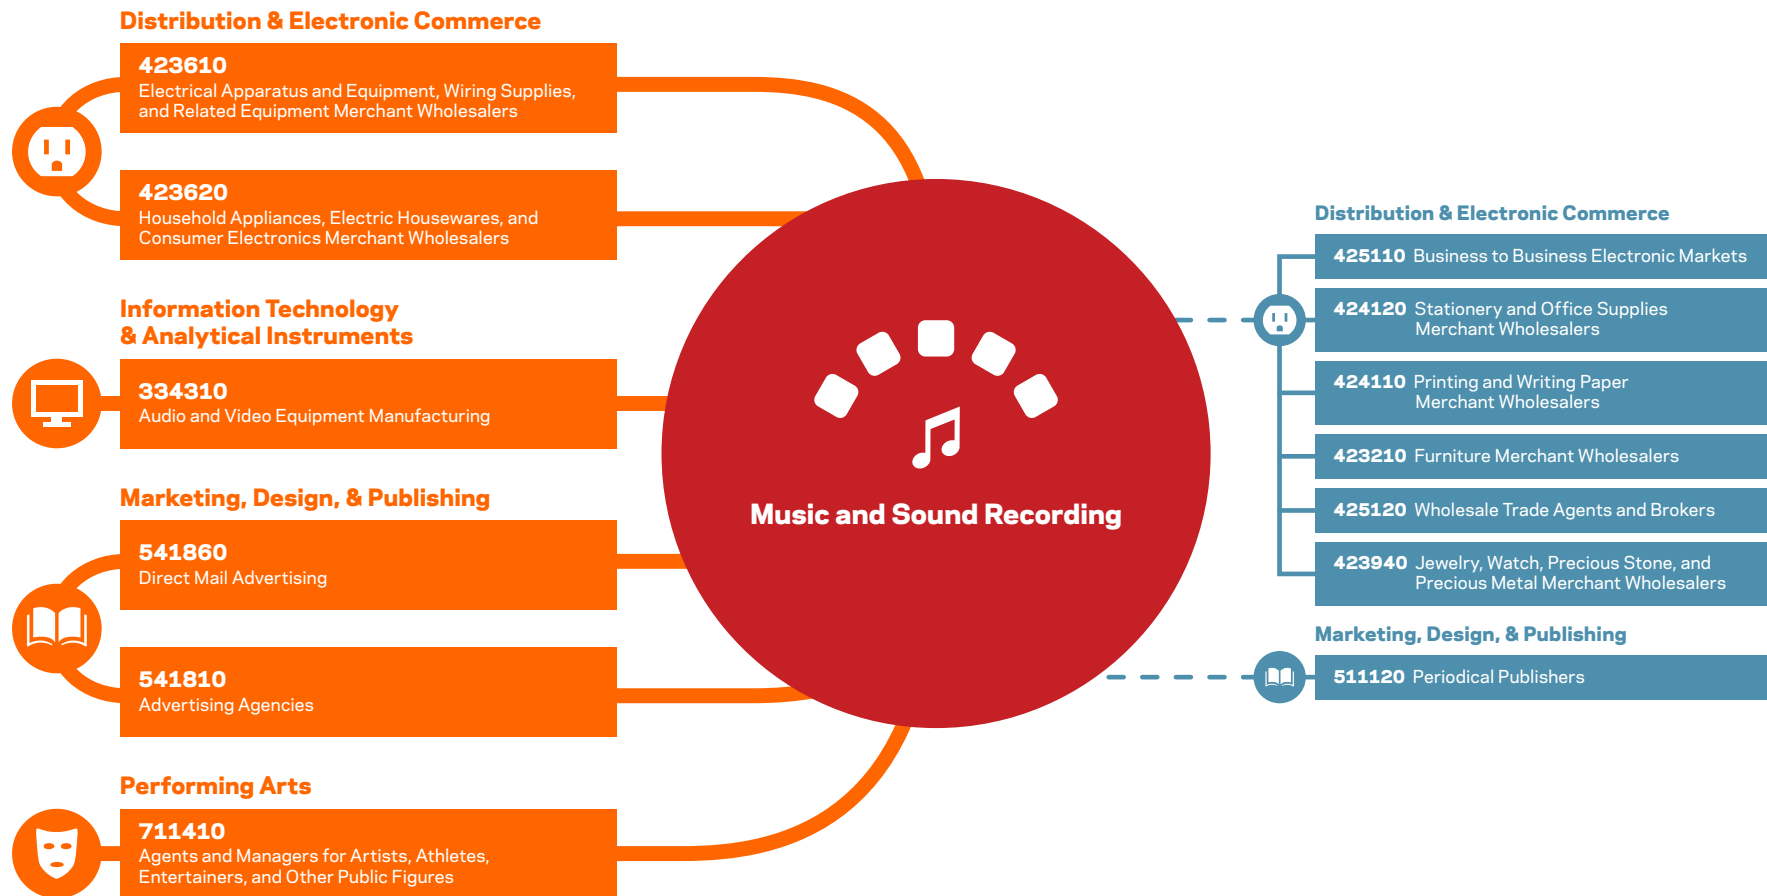 Distribution & Electronic Commerce
423610
Electrical Apparatus and Equipment, Wiring Supplies,
and Related Equipment Merchant Wholesalers
423620
Household Appliances, Electric Housewares, and
Consumer Electronics Merchant Wholesalers
Information Technology
& Analytical Instruments
334310
Audio and Video Equipment Manufacturing
Marketing, Design, & Publishing
541860
Direct Mail Advertising
541810
Advertising Agencies
Performing Arts
711410
Agents and Managers for Artists, Athletes,
Entertainers, and Other Public Figures
Music and Sound Recording
Distribution & Electronic Commerce
425110 Business to Business Electronic Markets
424120 Stationery and Office Supplies
Merchant Wholesalers
424110 Printing and Writing Paper
Merchant Wholesalers
423210 Furniture Merchant Wholesalers
425120 Wholesale Trade Agents and Brokers
423940 Jewelry, Watch, Precious Stone, and
Precious Metal Merchant Wholesalers
Marketing, Design, & Publishing
511120 Periodical Publishers